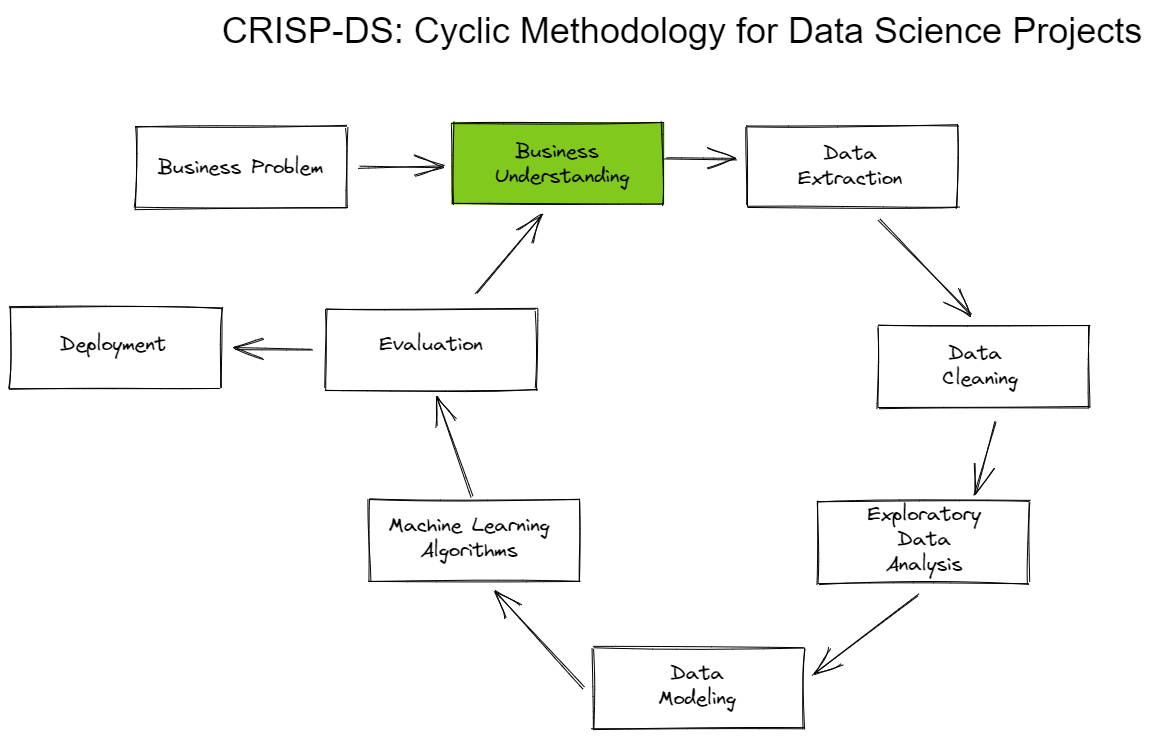 CRISP-DS: Cyclic Methodology for Data Science Projects
Business Problem
Business
Understanding
Data
Extraction
Deployment
Evaluation
Data
Cleaning
Machine Learning
Algorithms
Exploratory
Data
Analysis
Data
Modeling